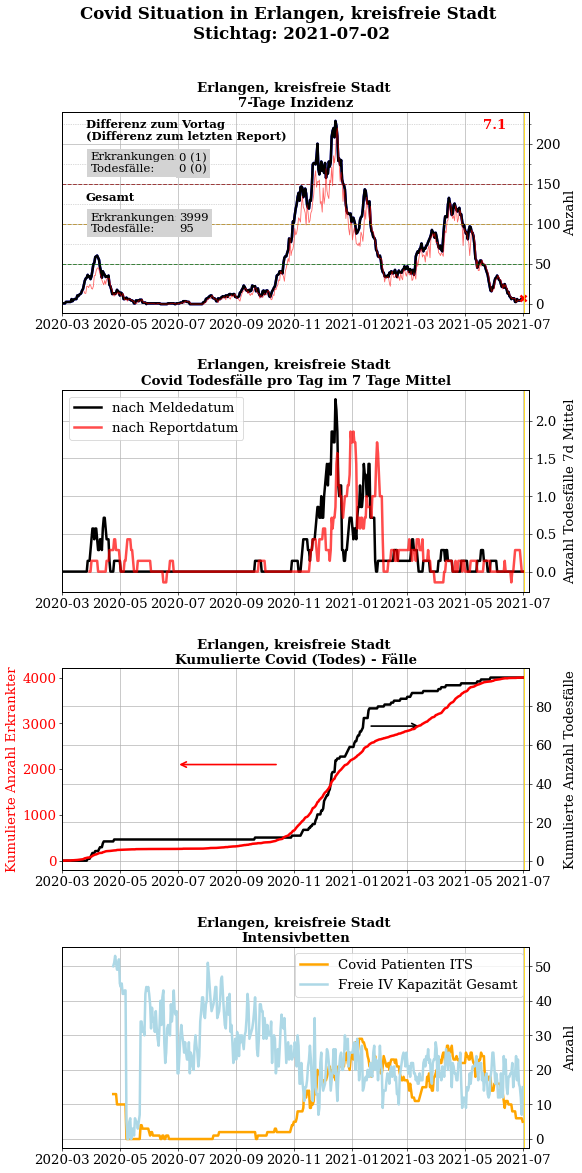 Covid Situation in Erlangen, kreisfreie Stadt
Stichtag: 2021-07-02
Erlangen, kreisfreie Stadt
7-Tage Inzidenz
Differenz zum Vortag
(Differenz zum letzten Report)
Erkrankungen 0 (1)
Todesfälle: 0 (0)
Gesamt
Erkrankungen 3999
Todesfälle: 95
7.1
200
150
100
50
0
Anzahl
2020-03 2020-05 2020-07 2020-09 2020-11 2021-01 2021-03 2021-05 2021-07
Erlangen, kreisfreie Stadt
Covid Todesfälle pro Tag im 7 Tage Mittel
nach Meldedatum
nach Reportdatum
2.0
1.5
1.0
0.5
0.0
Anzahl Todesfälle 7d Mittel
2020-03 2020-05 2020-07 2020-09 2020-11 2021-01 2021-03 2021-05 2021-07
Erlangen, kreisfreie Stadt
Kumulierte Covid (Todes) - Fälle
Kumulierte Anzahl Erkrankter
4000
3000
2000
1000
0
80
60
40
20
0
Kumulierte Anzahl Todesfälle
2020-03 2020-05 2020-07 2020-09 2020-11 2021-01 2021-03 2021-05 2021-07
Erlangen, kreisfreie Stadt
Intensivbetten
Covid Patienten ITS
Freie IV Kapazität Gesamt
50
40
30
20
10
0
Anzahl
2020-03 2020-05 2020-07 2020-09 2020-11 2021-01 2021-03 2021-05 2021-07